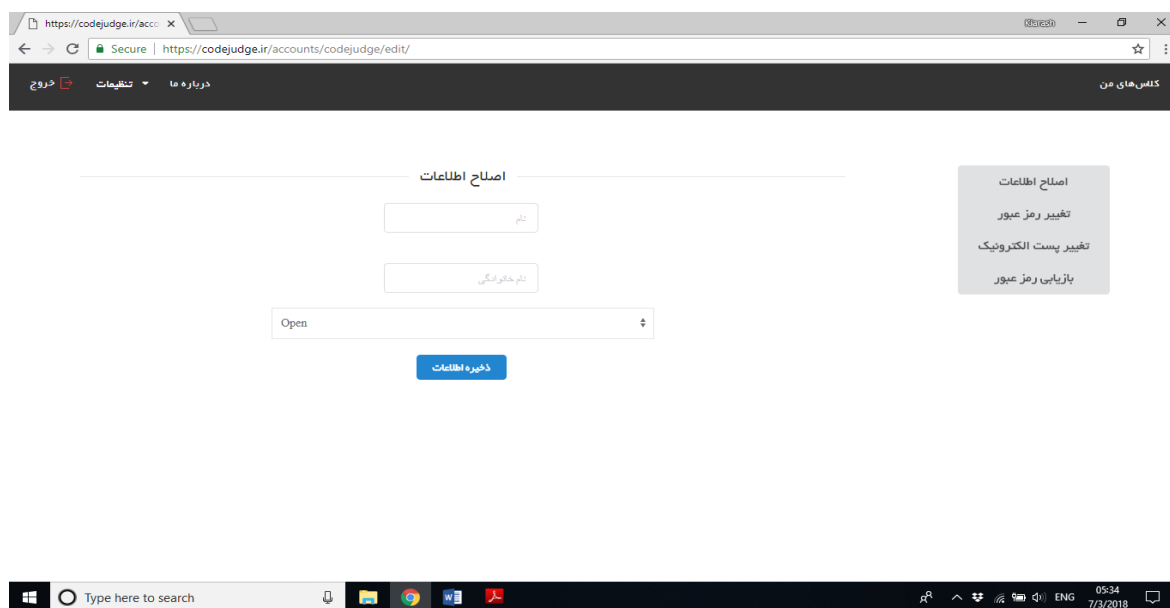 https://codejudge.ir/acco
Kiarash
Secure | https://codejudge.ir/accounts/codejudge/edit/
کلاس‌های من
درباره ما
تنظیمات
خروج
اصلاح اطلاعات
نام
نام خانوادگی
Open
ذخیره اطلاعات
اصلاح اطلاعات
تغییر رمز عبور
تغییر پست الکترونیک
بازیابی رمز عبور
Type here to search
ENG
05:34
7/3/2018